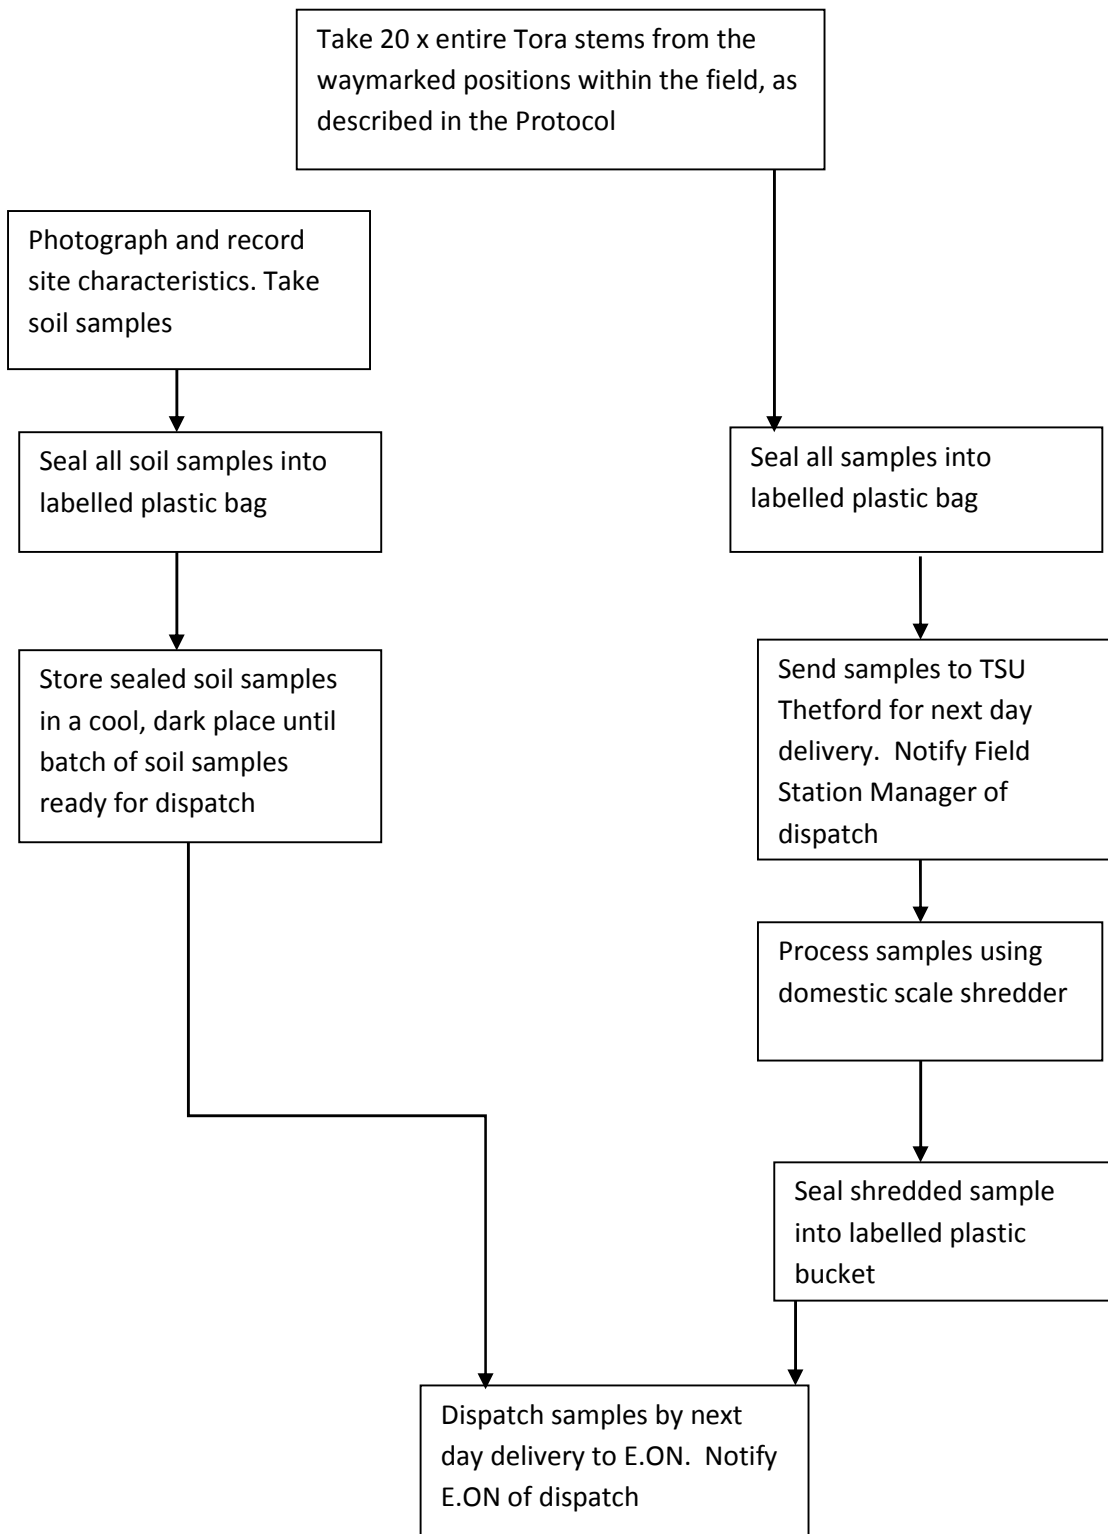 Take 20 x entire Tora stems from the
waymarked positions within the field, as
described in the Protocol
Photograph and record
site characteristics. Take
soil samples
Seal all soil samples into
labelled plastic bag
Seal all samples into
labelled plastic bag
Store sealed soil samples
in a cool, dark place until
batch of soil samples
ready for dispatch
Send samples to TSU
Thetford for next day
delivery.  Notify Field
Station Manager of
dispatch
Process samples using
domestic scale shredder
Seal shredded sample
into labelled plastic
bucket
Dispatch samples by next
day delivery to E.ON.  Notify
E.ON of dispatch